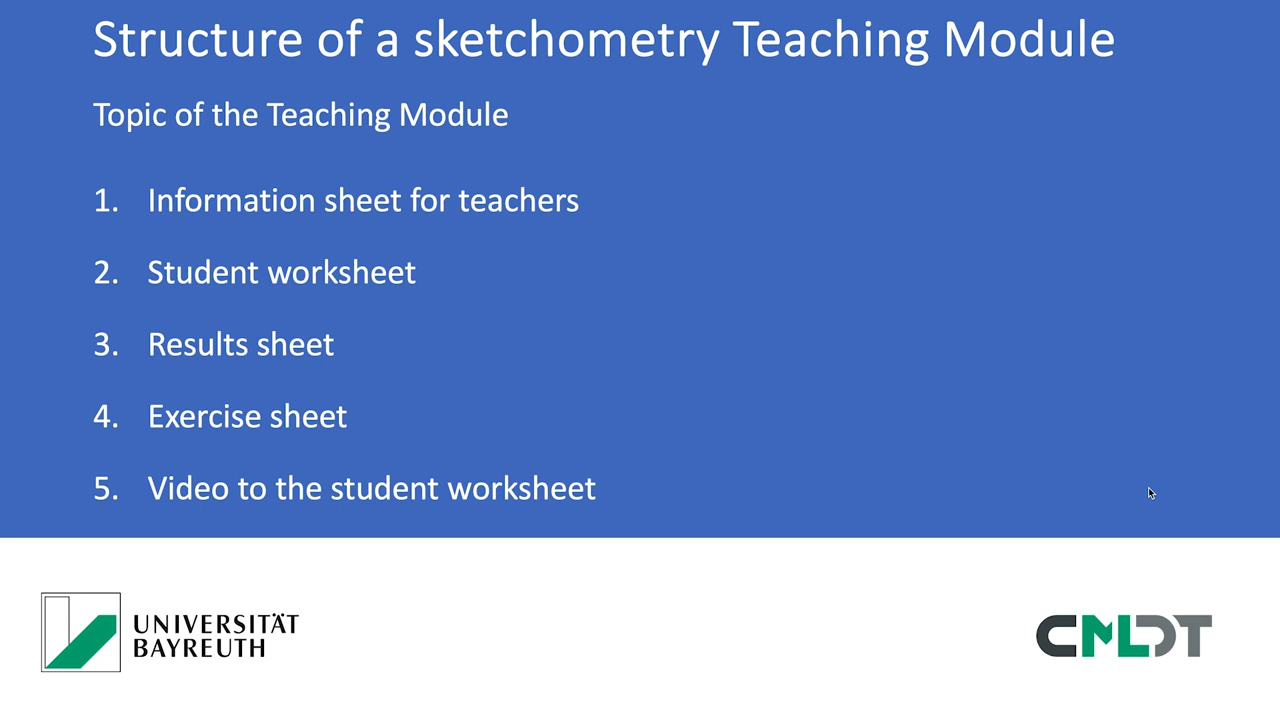 Structure of a sketchometry Teaching Module
Topic of the Teaching Module
1. Information sheet for teachers
2. Student worksheet
3. Results sheet
4. Exercise sheet
5. Video to the student worksheet
UNIVERSITÄT
BAYREUTH
CMLDT